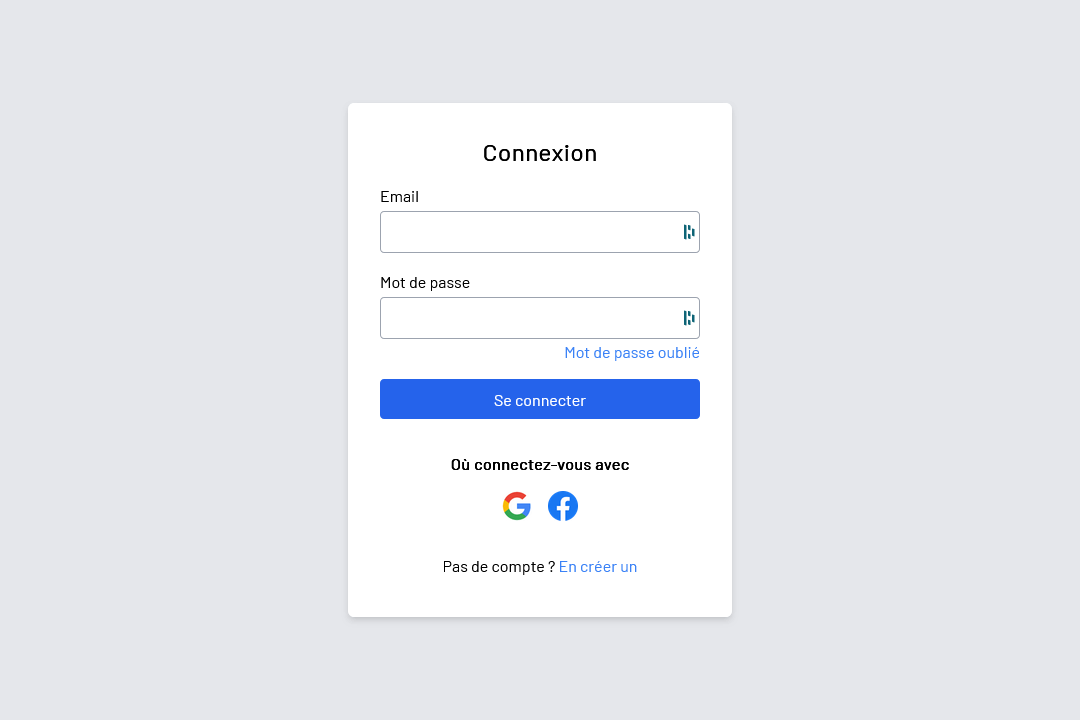 Connexion
Email
Mot de passe
Mot de passe oublié
Se connecter
Où connectez-vous avec
Pas de compte ? En créer un